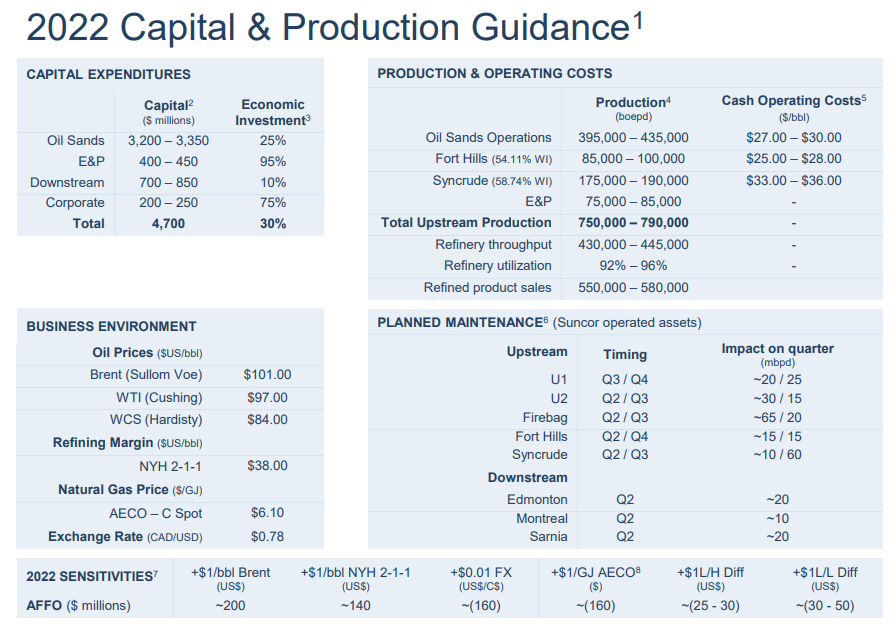 2022 Capital & Production Guidance¹
CAPITAL EXPENDITURES
Capital² Economic
($ millions) Investment³
Oil Sands 3,200 – 3,350 25%
E&P 400 – 450 95%
Downstream 700 – 850 10%
Corporate 200 – 250 75%
Total 4,700 30%
PRODUCTION & OPERATING COSTS
Production⁴ Cash Operating Costs⁵
(boepd) ($/bbl)
Oil Sands Operations 395,000 – 435,000 $27.00 – $30.00
Fort Hills (54.11% WI) 85,000 – 100,000 $25.00 – $28.00
Syncrude (58.74% WI) 175,000 – 190,000 $33.00 – $36.00
E&P 75,000 – 85,000 -
Total Upstream Production 750,000 – 790,000 -
Refinery throughput 430,000 – 445,000 -
Refinery utilization 92% – 96% -
Refined product sales 550,000 – 580,000
BUSINESS ENVIRONMENT
Oil Prices ($US/bbl)
Brent (Sullom Voe) $101.00
WTI (Cushing) $97.00
WCS (Hardisty) $84.00
Refining Margin ($US/bbl)
NYH 2-1-1 $38.00
Natural Gas Price ($/GJ)
AECO – C Spot $6.10
Exchange Rate (CAD/USD) $0.78
PLANNED MAINTENANCE⁶ (Suncor operated assets)
Upstream Timing Impact on quarter
(mbpd)
U1 Q3 / Q4 ~20 / 25
U2 Q2 / Q3 ~30 / 15
Firebag Q2 / Q3 ~65 / 20
Fort Hills Q2 / Q4 ~15 / 15
Syncrude Q2 / Q3 ~10 / 60
Downstream
Edmonton Q2 ~20
Montreal Q2 ~10
Sarnia Q2 ~20
2022 SENSITIVITIES⁷ +$1/bbl Brent +$1/bbl NYH 2-1-1 +$0.01 FX +$1/GJ AECO⁸ +$1L/H Diff +$1L/L Diff
(US$) (US$) (US$/C$) ($) (US$) (US$)
AFFO ($ millions) ~200 ~140 ~(160) ~(160) ~(25 - 30) ~(30 - 50)